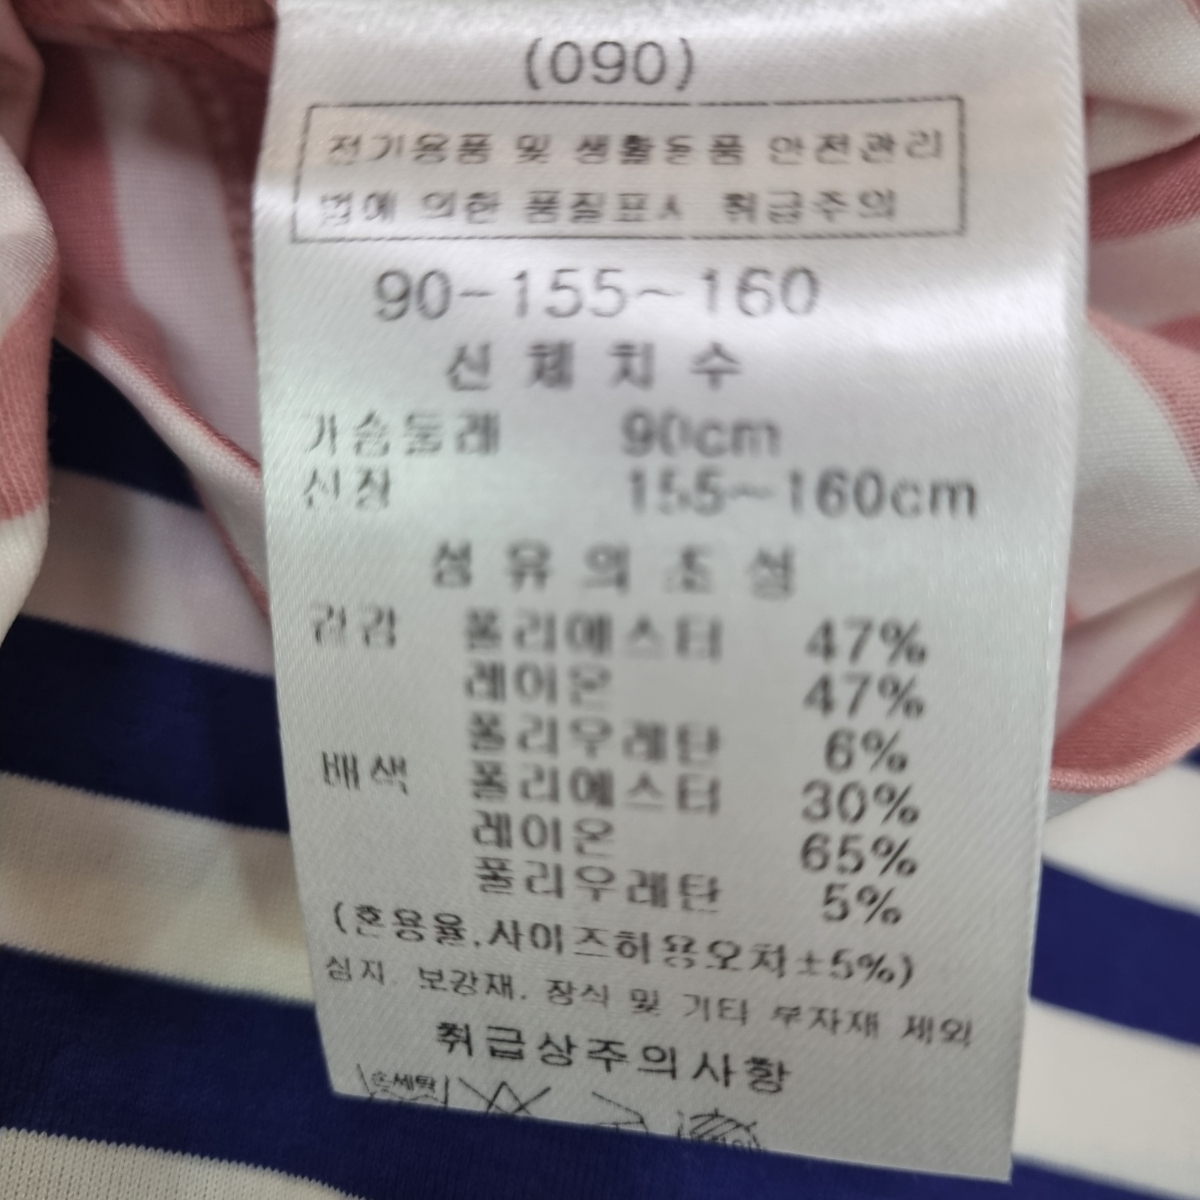 (090)
전기용품 및 생활용품 안전관리
법에 의한 품질표시 취급주의
90-155~160
신체치수
가슴둘레 90cm
신장 155~160cm
섬유의조성
겉감 폴리에스터 47%
레이온 47%
폴리우레탄 6%
배색 폴리에스터 30%
레이온 65%
폴리우레탄 5%
(혼용율,사이즈허용오차±5%)
심지. 보강재. 장식 및 기타 부자재 제외
취급상주의사항
손세탁